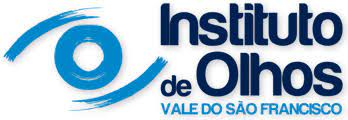 Instituto
de Olhos
VALE DO SÃO FRANCISCO